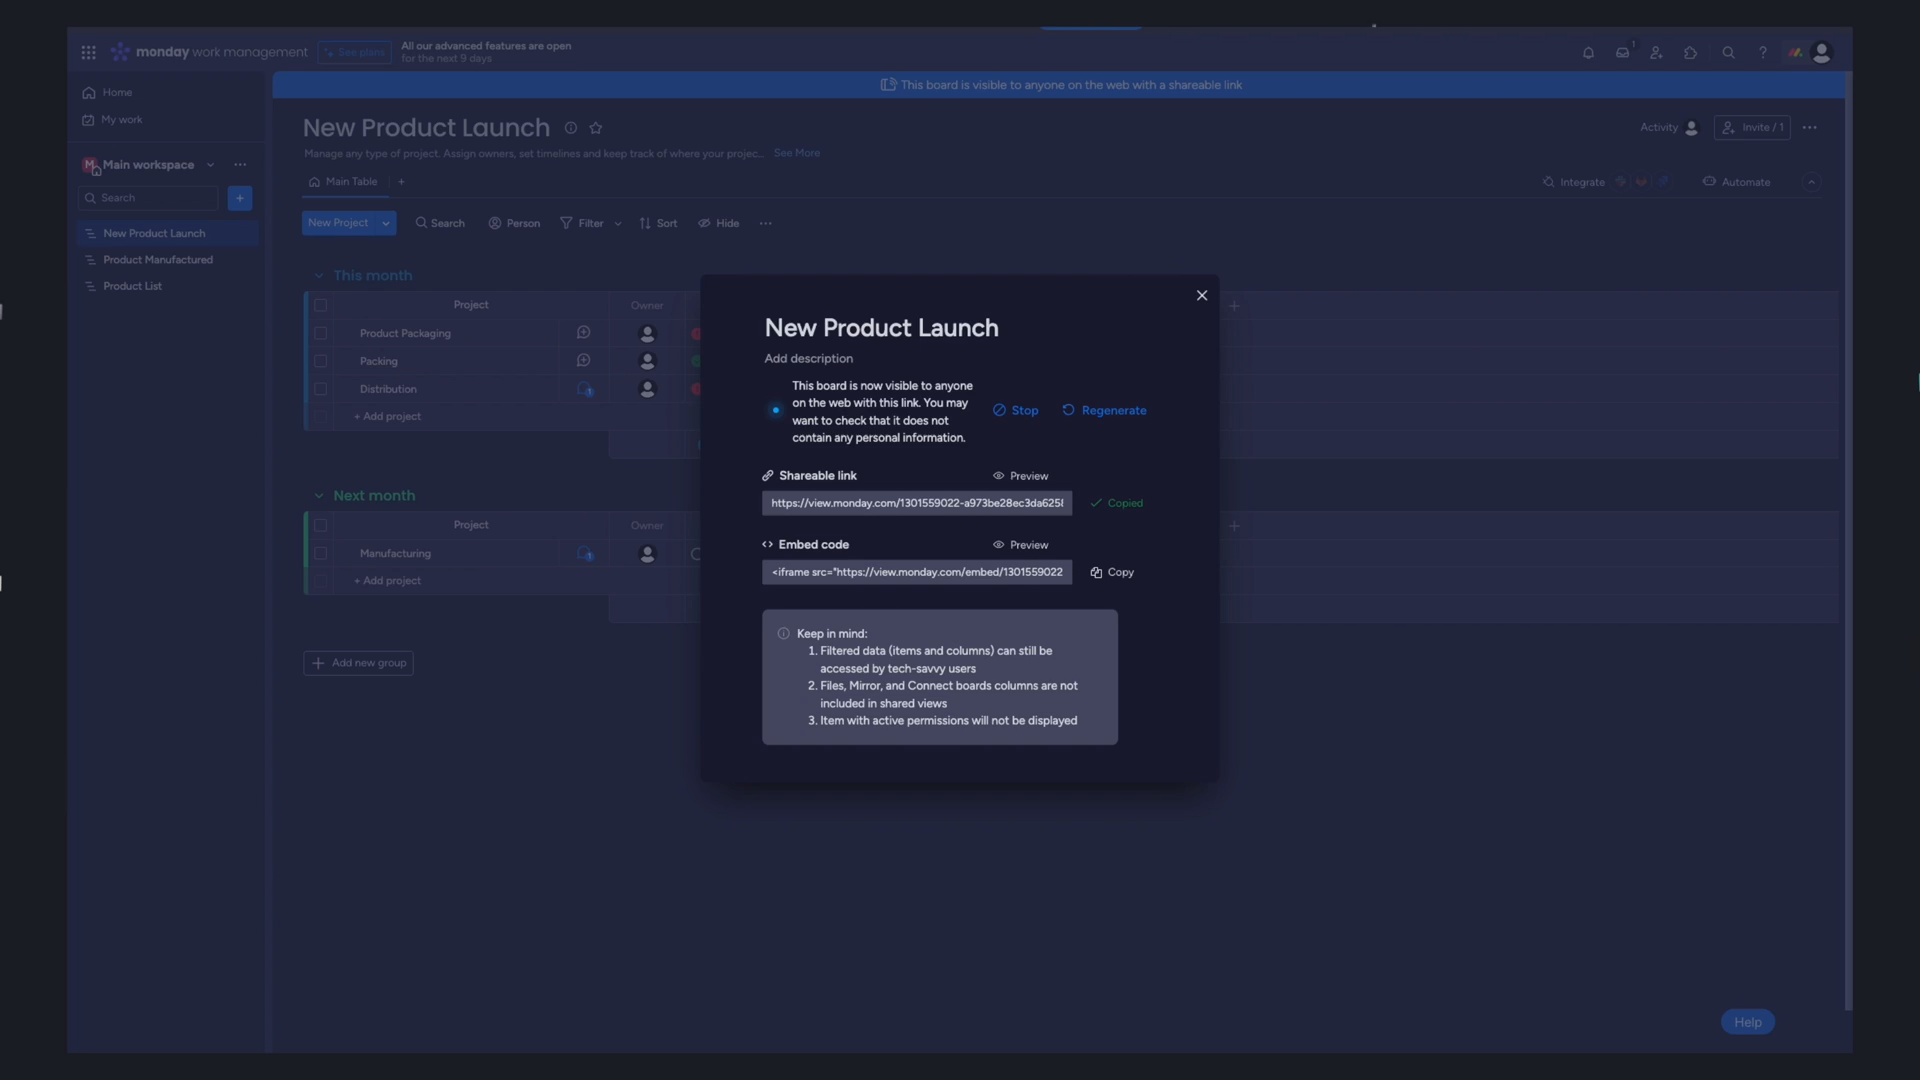 monday work management
See plans
All our advanced features are open
for the next 9 days
1
Home
My work
This board is visible to anyone on the web with a shareable link
New Product Launch
Activity
Invite / 1
Manage any type of project. Assign owners, set timelines and keep track of where your projec... See More
M
Main workspace
Main Table
+
Integrate
Automate
Search
+
New Project
Search
Person
Filter
Sort
Hide
New Product Launch
Product Manufactured
Product List
This month
Project
Owner
Product Packaging
Packing
Distribution
1
+ Add project
Next month
Project
Owner
Manufacturing
1
+ Add project
Add new group
New Product Launch
Add description
This board is now visible to anyone
on the web with this link. You may
want to check that it does not
contain any personal information.
Stop
Regenerate
Shareable link
Preview
https://view.monday.com/1301559022-a973be28ec3da625
Copied
Embed code
Preview
<iframe src="https://view.monday.com/embed/1301559022
Copy
Keep in mind:
1. Filtered data (items and columns) can still be
accessed by tech-savvy users
2. Files, Mirror, and Connect boards columns are not
included in shared views
3. Item with active permissions will not be displayed
Help